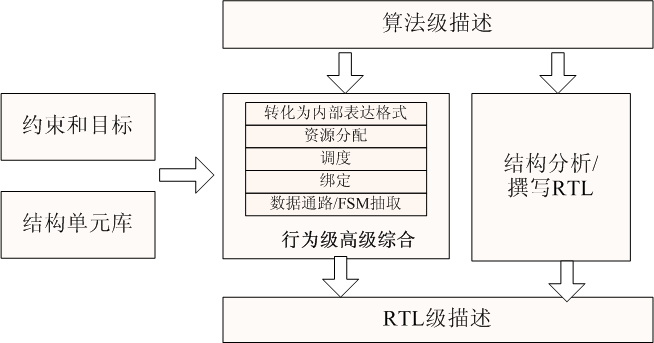 算法级描述
约束和目标
结构单元库
转化为内部表达格式
资源分配
调度
绑定
数据通路/FSM抽取
行为级高级综合
结构分析/
撰写RTL
RTL级描述